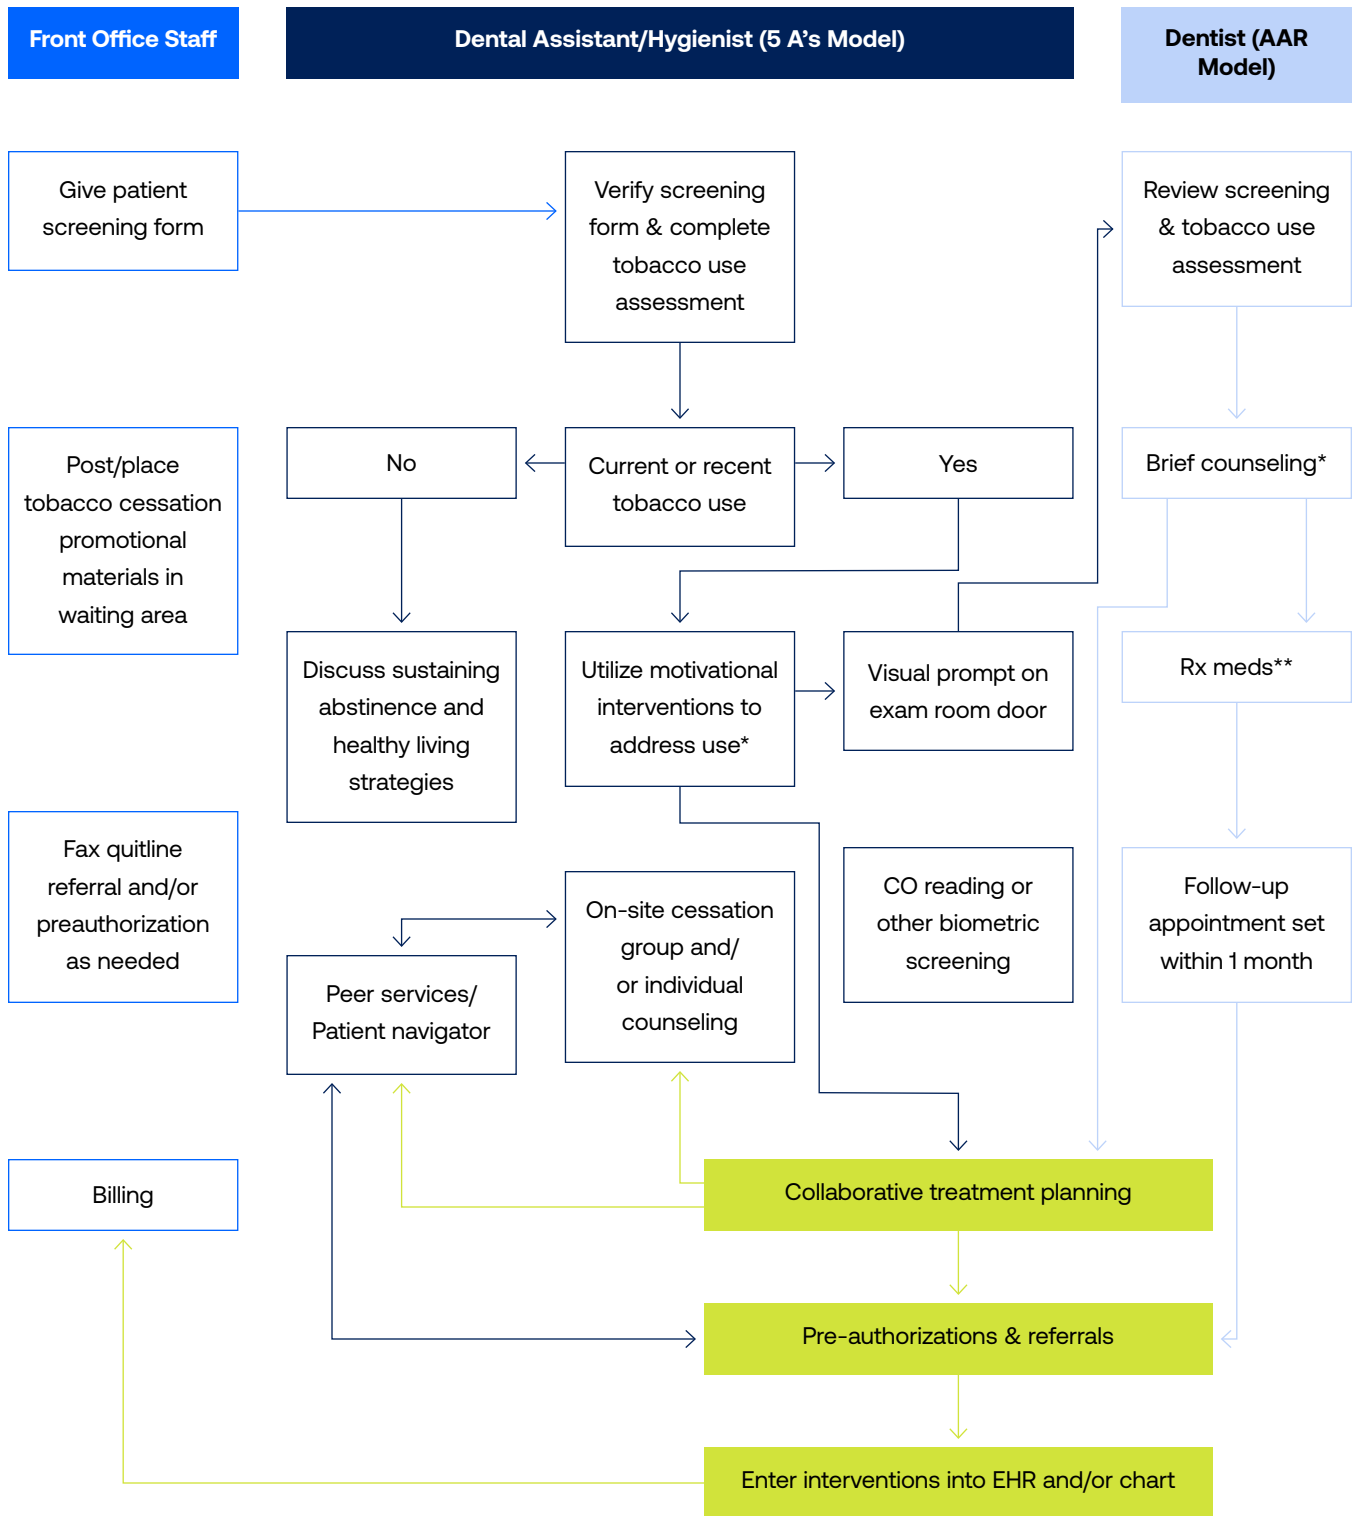 Front Office Staff
Dental Assistant/Hygienist (5 A’s Model)
Dentist (AAR
Model)
Give patient
screening form
Verify screening
form & complete
tobacco use
assessment
Review screening
& tobacco use
assessment
Post/place
tobacco cessation
promotional
materials in
waiting area
No
Current or recent
tobacco use
Yes
Brief counseling*
Discuss sustaining
abstinence and
healthy living
strategies
Utilize motivational
interventions to
address use*
Visual prompt on
exam room door
Rx meds**
Fax quitline
referral and/or
preauthorization
as needed
Peer services/
Patient navigator
On-site cessation
group and/
or individual
counseling
CO reading or
other biometric
screening
Follow-up
appointment set
within 1 month
Billing
Collaborative treatment planning
Pre-authorizations & referrals
Enter interventions into EHR and/or chart